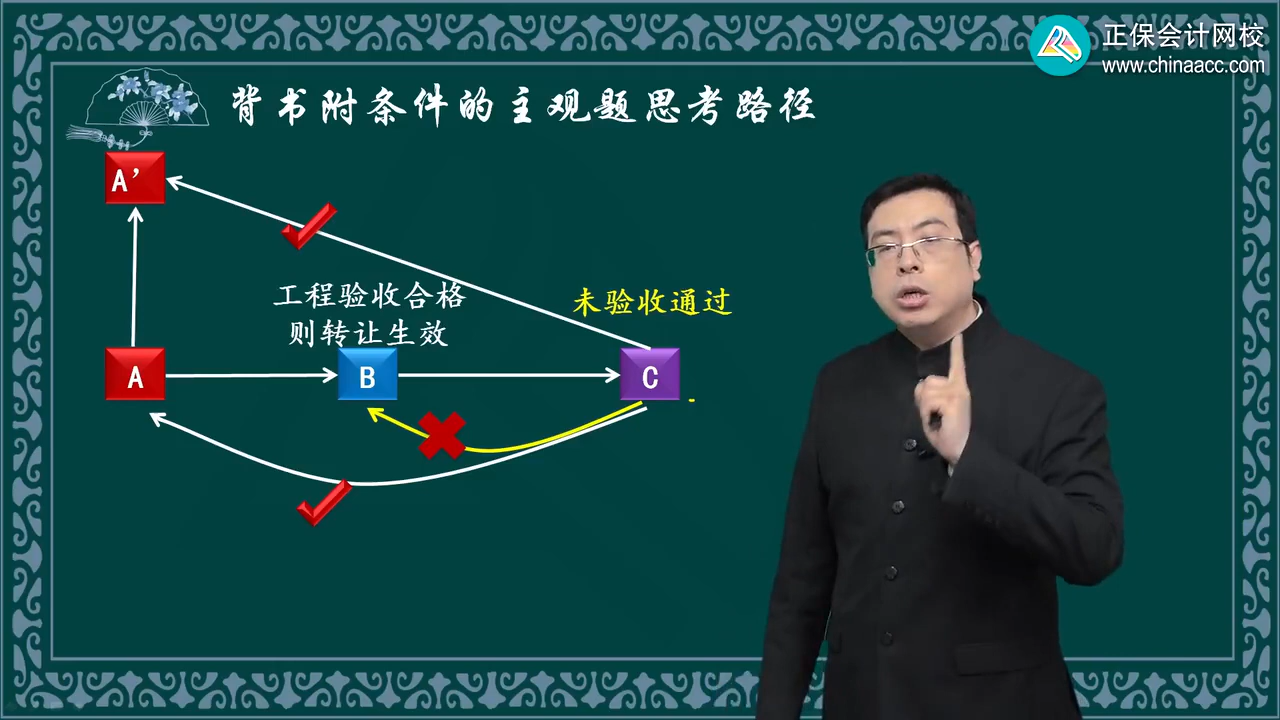 正保会计网校
www.chinaacc.com
背书附条件的主观题思考路径
A’
工程验收合格
则转让生效
未验收通过
A
B
C